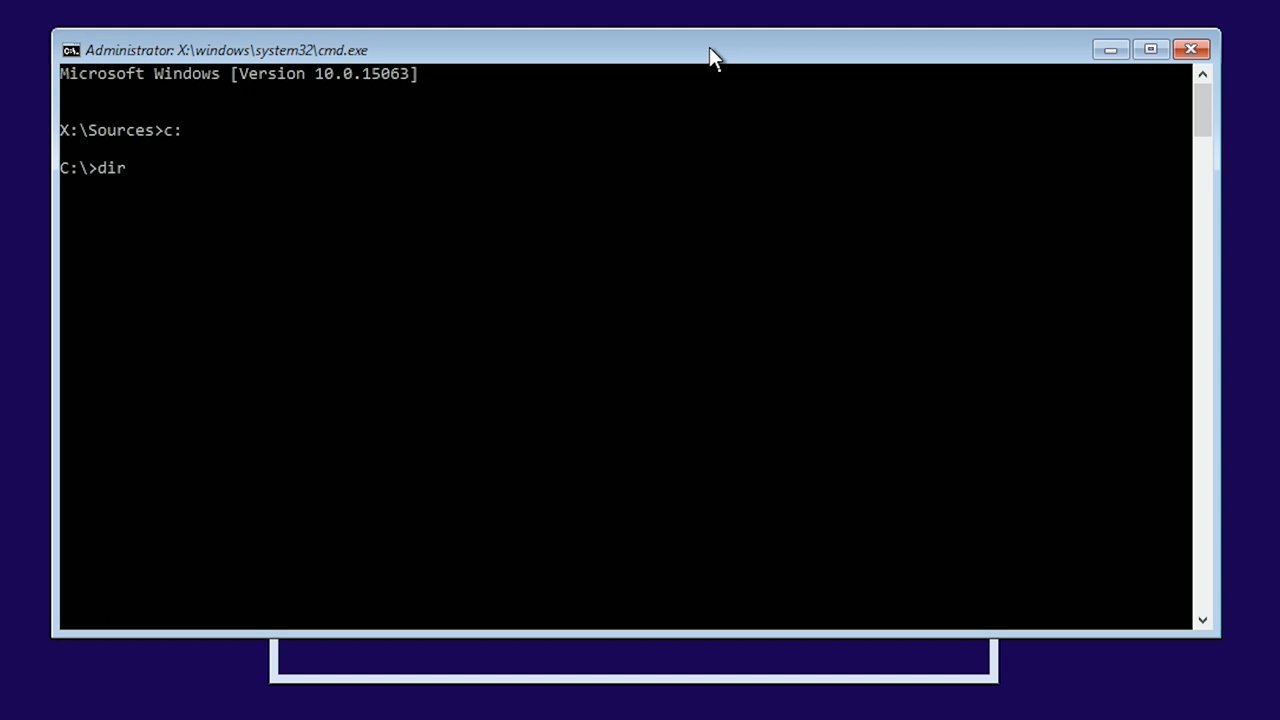 Administrator: X:\windows\system32\cmd.exe
Microsoft Windows [Version 10.0.15063]
X:\Sources>c:
C:\>dir